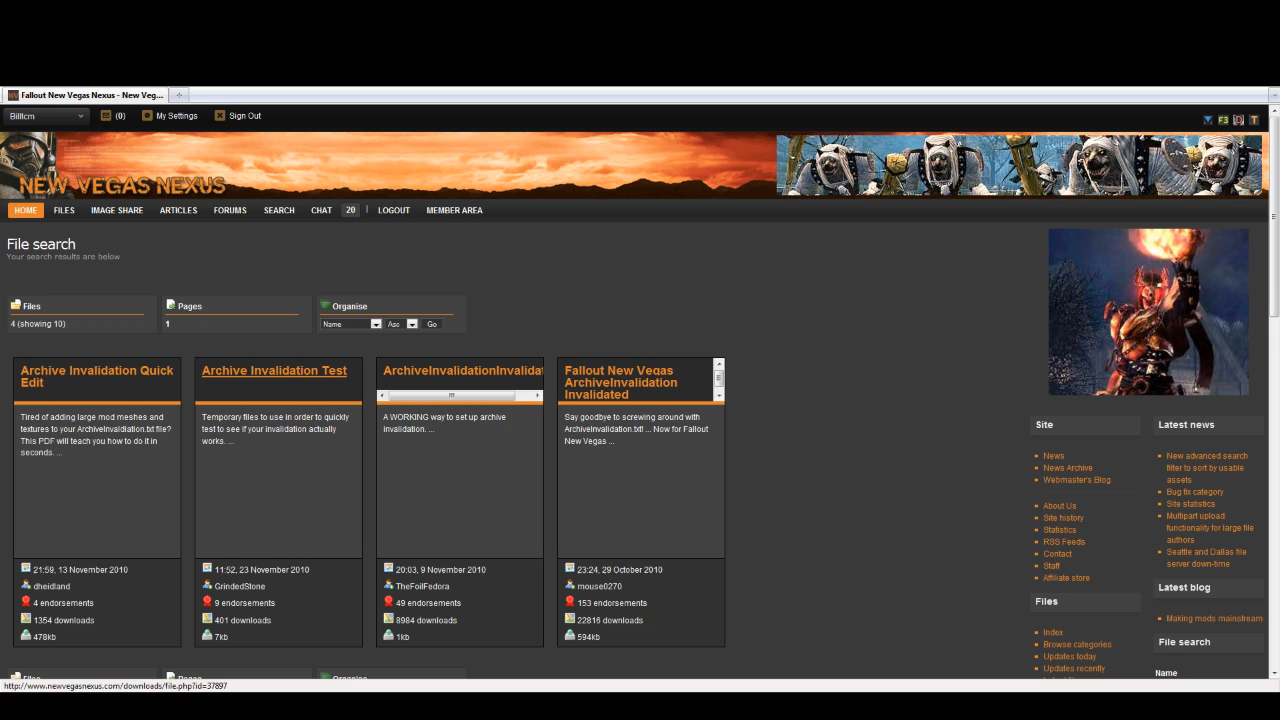 Fallout New Vegas Nexus - New Veg...
Billtcm
(0)
My Settings
Sign Out
F3
T
NEW VEGAS NEXUS
HOME
FILES
IMAGE SHARE
ARTICLES
FORUMS
SEARCH
CHAT
20
LOGOUT
MEMBER AREA
File search
Your search results are below
Files
4 (showing 10)
Pages
1
Organise
Name
Asc
Go
Archive Invalidation Quick
Edit
Tired of adding large mod meshes and
textures to your ArchiveInvaldiation.txt file?
This PDF will teach you how to do it in
seconds. ...
21:59, 13 November 2010
dheidland
4 endorsements
1354 downloads
478kb
Archive Invalidation Test
Temporary files to use in order to quickly
test to see if your invalidation actually
works. ...
11:52, 23 November 2010
GrindedStone
9 endorsements
401 downloads
7kb
ArchiveInvalidationInvalidat
A WORKING way to set up archive
invalidation. ...
20:03, 9 November 2010
TheFoilFedora
49 endorsements
8984 downloads
1kb
Fallout New Vegas
ArchiveInvalidation
Invalidated
Say goodbye to screwing around with
ArchiveInvalidation.txt! ... Now for Fallout
New Vegas ...
23:24, 29 October 2010
mouse0270
153 endorsements
22816 downloads
594kb
Files
Pages
Organise
Site
News
News Archive
Webmaster's Blog
About Us
Site history
Statistics
RSS Feeds
Contact
Staff
Affiliate store
Files
Index
Browse categories
Updates today
Updates recently
Latest news
New advanced search
filter to sort by usable
assets
Bug fix category
Site statistics
Multipart upload
functionality for large file
authors
Seattle and Dallas file
server down-time
Latest blog
Making mods mainstream
File search
Name
http://www.newvegasnexus.com/downloads/file.php?id=37897